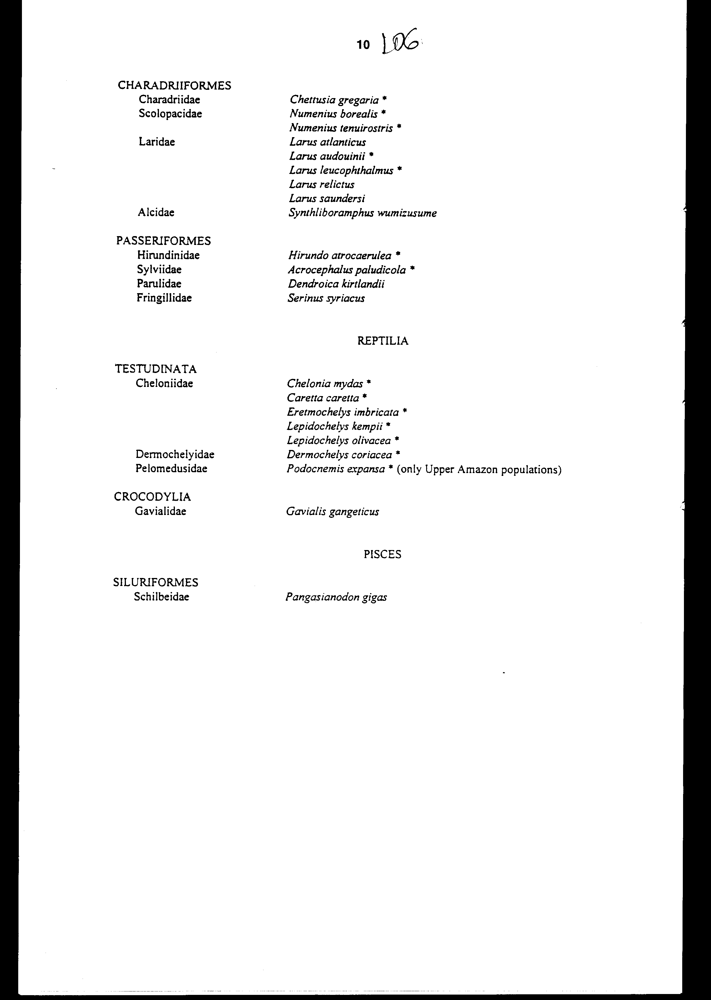 10 106
CHARADRIIFORMES
Charadriidae Chettusia gregaria *
Scolopacidae Numenius borealis *
Numenius tenuirostris *
Laridae Larus atlanticus
Larus audouinii *
Larus leucophthalmus *
Larus relictus
Larus saundersi
Alcidae Synthliboramphus wumizusume
PASSERIFORMES
Hirundinidae Hirundo atrocaerulea *
Sylviidae Acrocephalus paludicola *
Parulidae Dendroica kirtlandii
Fringillidae Serinus syriacus
REPTILIA
TESTUDINATA
Cheloniidae Chelonia mydas *
Caretta caretta *
Eretmochelys imbricata *
Lepidochelys kempii *
Lepidochelys olivacea *
Dermochelyidae Dermochelys coriacea *
Pelomedusidae Podocnemis expansa * (only Upper Amazon populations)
CROCODYLIA
Gavialidae Gavialis gangeticus
PISCES
SILURIFORMES
Schilbeidae Pangasianodon gigas